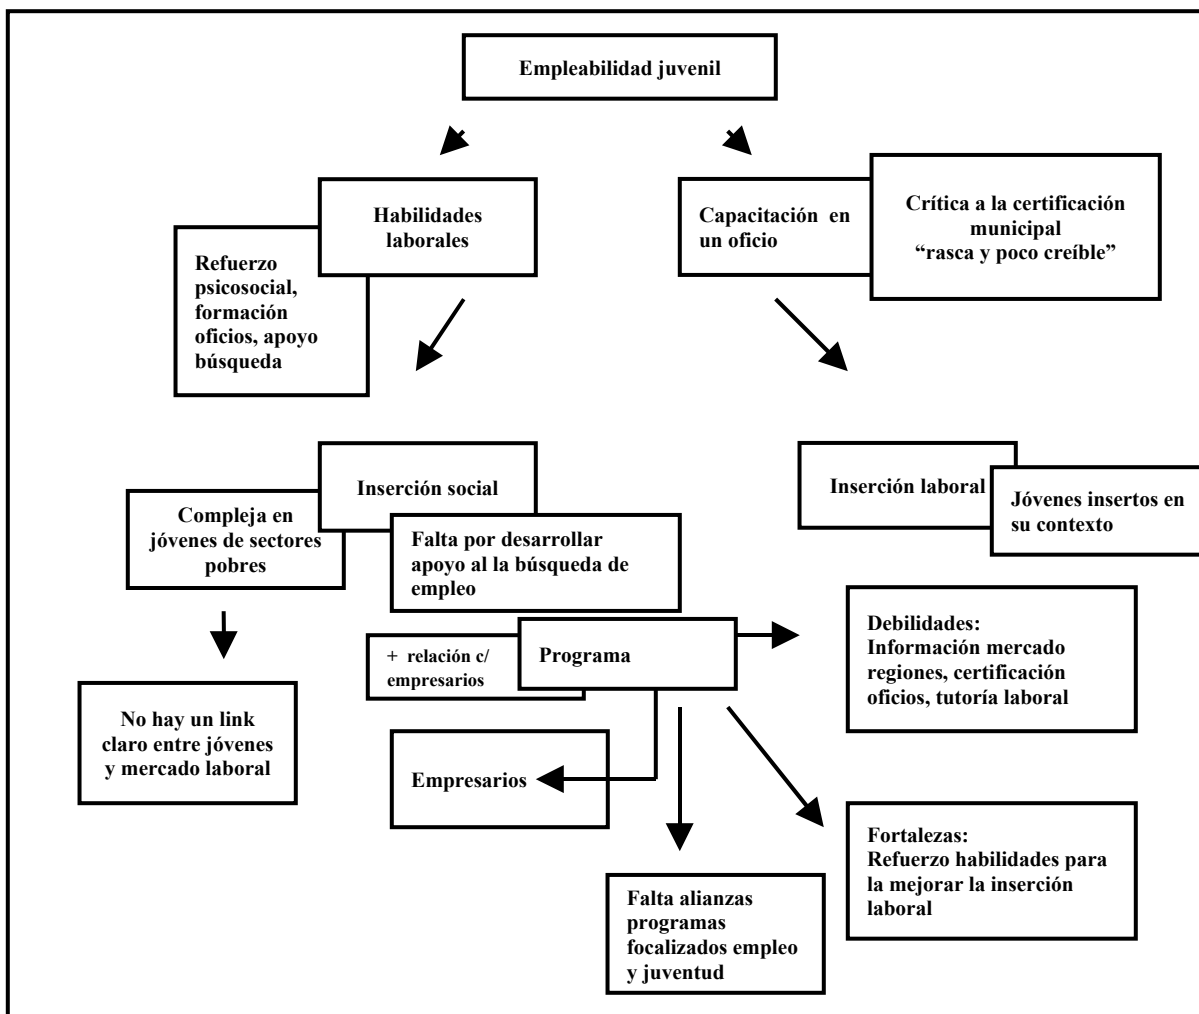 Empleabilidad juvenil
Habilidades
laborales
Refuerzo
psicosocial,
formación
oficios, apoyo
búsqueda
Capacitación en
un oficio
Crítica a la certificación
municipal
“rasca y poco creíble”
Inserción social
Compleja en
jóvenes de sectores
pobres
Falta por desarrollar
apoyo al la búsqueda de
empleo
Inserción laboral
Jóvenes insertos en
su contexto
No hay un link
claro entre jóvenes
y mercado laboral
+ relación c/
empresarios
Programa
Empresarios
Debilidades:
Información mercado
regiones, certificación
oficios, tutoría laboral
Fortalezas:
Refuerzo habilidades para
la mejorar la inserción
laboral
Falta alianzas
programas
focalizados empleo
y juventud